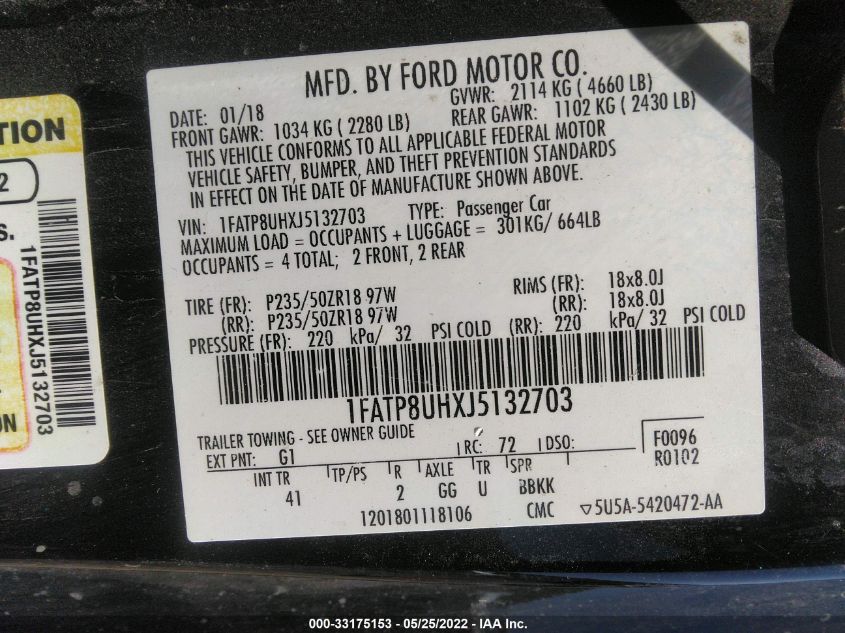 MFD. BY FORD MOTOR CO.
DATE: 01/18 GVWR: 2114 KG ( 4660 LB)
FRONT GAWR: 1034 KG ( 2280 LB) REAR GAWR: 1102 KG ( 2430 LB)
THIS VEHICLE CONFORMS TO ALL APPLICABLE FEDERAL MOTOR
VEHICLE SAFETY, BUMPER, AND THEFT PREVENTION STANDARDS
IN EFFECT ON THE DATE OF MANUFACTURE SHOWN ABOVE.
VIN: 1FATP8UHXJ5132703 TYPE: Passenger Car
MAXIMUM LOAD = OCCUPANTS + LUGGAGE = 301KG/ 664LB
OCCUPANTS = 4 TOTAL; 2 FRONT, 2 REAR
TIRE (FR): P235/50ZR18 97W RIMS (FR): 18x8.0J
(RR): P235/50ZR18 97W (RR): 18x8.0J
PRESSURE (FR): 220 kPa/ 32 PSI COLD (RR): 220 kPa/ 32 PSI COLD
1FATP8UHXJ5132703
TRAILER TOWING - SEE OWNER GUIDE
EXT PNT: G1 RC: 72 DSO: F0096
R0102
INT TR TP/PS R AXLE TR SPR
41 2 GG U BBKK
1201801118106 CMC ▽5U5A-5420472-AA
TION
2
S.
1FATP8UHXJ5132703
ON
000-33175153 - 05/25/2022 - IAA Inc.